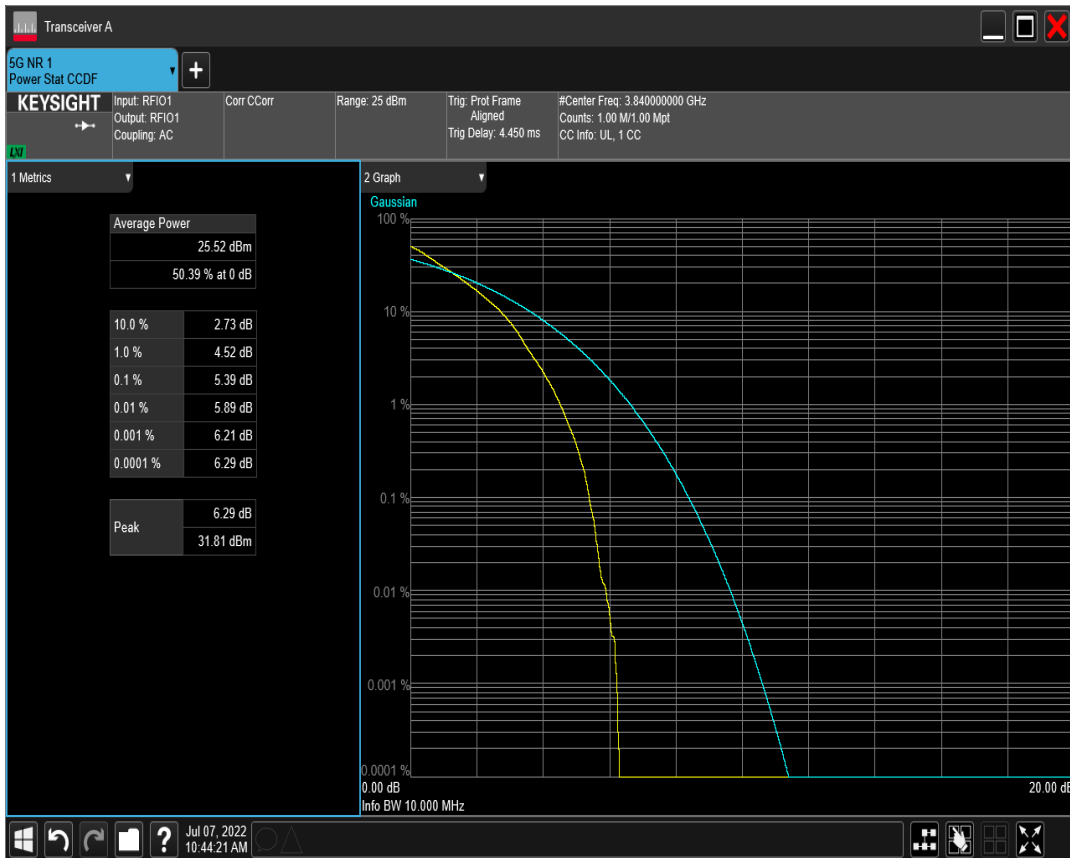 Transceiver A
5G NR 1
Power Stat CCDF
+
KEYSIGHT
LXI
Input: RFIO1
Output: RFIO1
Coupling: AC
Corr CCorr
Range: 25 dBm
Trig: Prot Frame
Aligned
Trig Delay: 4.450 ms
#Center Freq: 3.840000000 GHz
Counts: 1.00 M/1.00 Mpt
CC Info: UL, 1 CC
1 Metrics
Average Power
25.52 dBm
50.39 % at 0 dB
10.0 % 2.73 dB
1.0 % 4.52 dB
0.1 % 5.39 dB
0.01 % 5.89 dB
0.001 % 6.21 dB
0.0001 % 6.29 dB
Peak
6.29 dB
31.81 dBm
2 Graph
Gaussian
100 %
10 %
1 %
0.1 %
0.01 %
0.001 %
0.0001 %
0.00 dB 20.00 dB
Info BW 10.000 MHz
?
Jul 07, 2022
10:44:21 AM